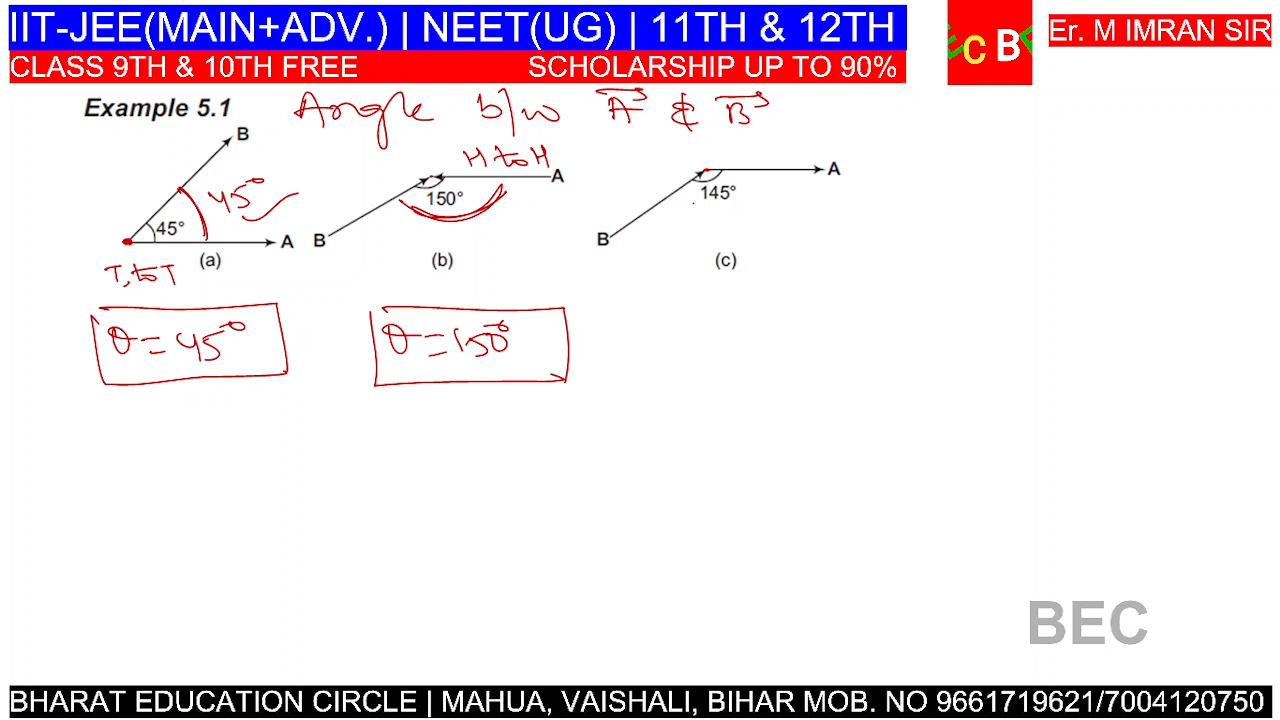 IIT-JEE(MAIN+ADV.) | NEET(UG) | 11TH & 12TH
CLASS 9TH & 10TH FREE SCHOLARSHIP UP TO 90%
ECBE
Er. M IMRAN SIR
Example 5.1 Angle b/w A & B
B
45°
45°
A
(a)
T to T
H to H
A
150°
B
(b)
A
145°
B
(c)
θ = 45°
θ = 150°
BEC
BHARAT EDUCATION CIRCLE | MAHUA, VAISHALI, BIHAR MOB. NO 9661719621/7004120750